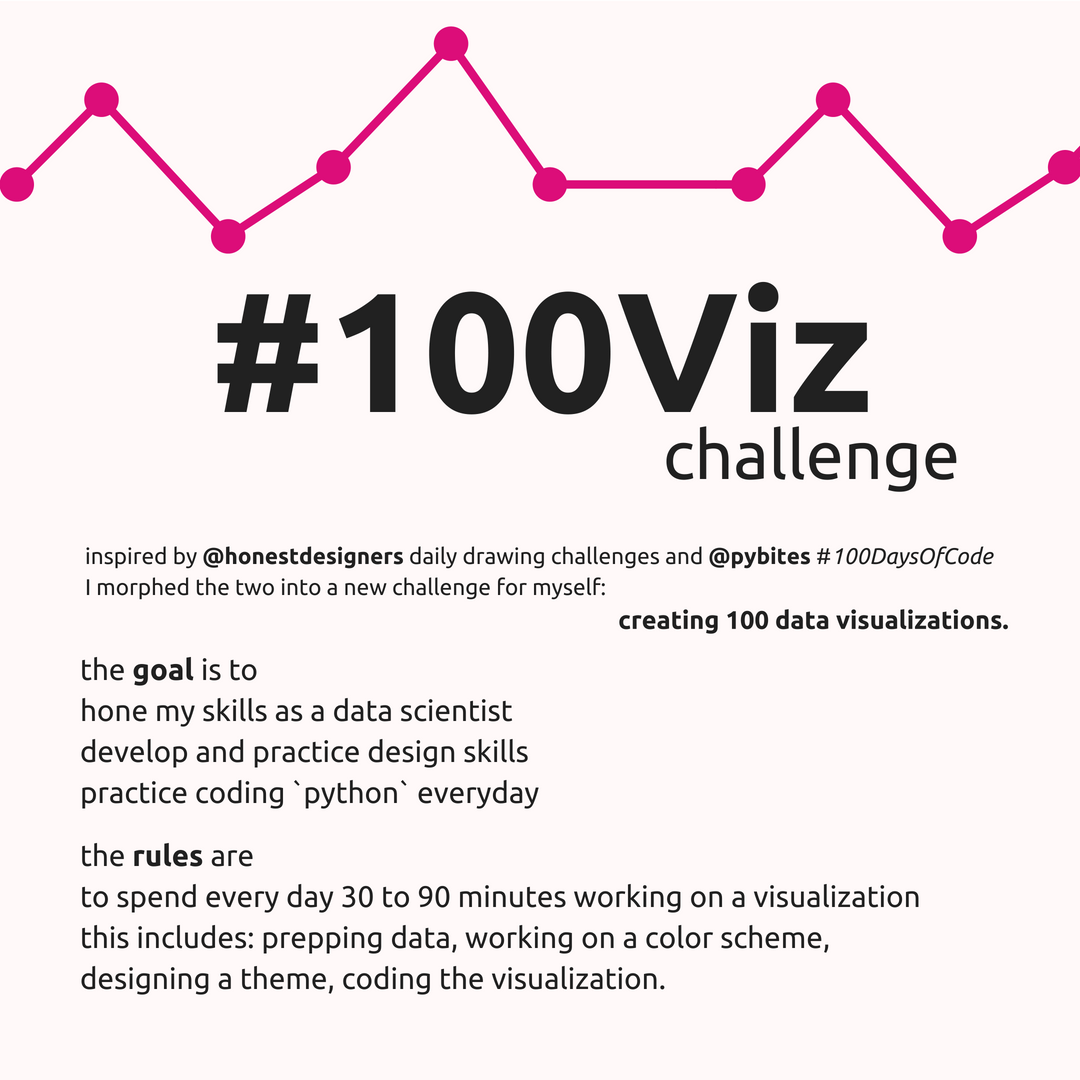 #100Viz
challenge
inspired by @honestdesigners daily drawing challenges and @pybites #100DaysOfCode
I morphed the two into a new challenge for myself:
creating 100 data visualizations.
the goal is to
hone my skills as a data scientist
develop and practice design skills
practice coding `python` everyday
the rules are
to spend every day 30 to 90 minutes working on a visualization
this includes: prepping data, working on a color scheme,
designing a theme, coding the visualization.